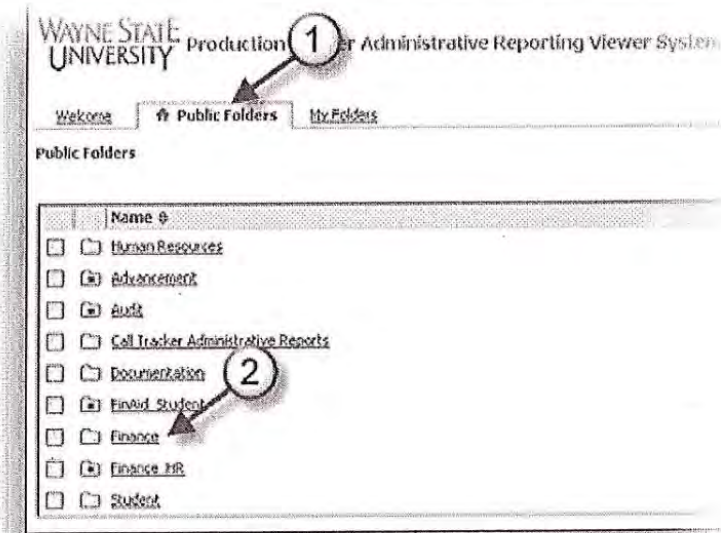 WAYNE STATE
UNIVERSITY
Production er Administrative Reporting Viewer System
1
Welcome Public Folders My Folders
Public Folders
Name
Human Resources
Advancement
Audit
Call Tracker Administrative Reports
Documentation
2
FinAid_Student
Finance
Finance_HR
Student